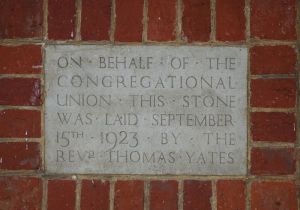 ON · BEHALF · OF · THE
CONGREGATIONAL
UNION · THIS · STONE
WAS · LAID · SEPTEMBER
15TH · 1923 · BY · THE
REVD THOMAS · YATES